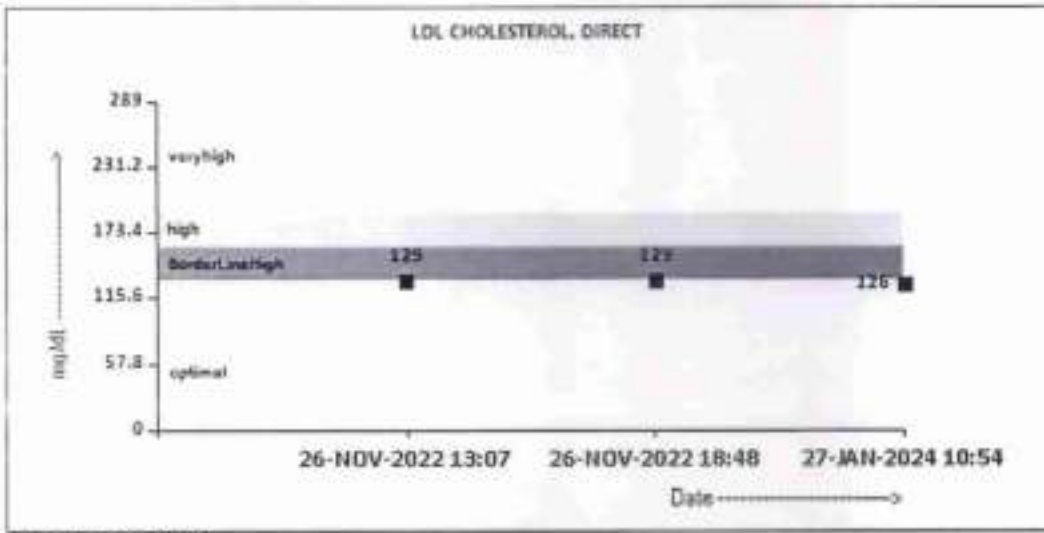 LDL CHOLESTEROL, DIRECT
289
231.2
173.4
115.6
57.8
0
mg/dl
veryhigh
high
BorderLineHigh
optimal
129
129
126
26-NOV-2022 13:07
26-NOV-2022 18:48
27-JAN-2024 10:54
Date